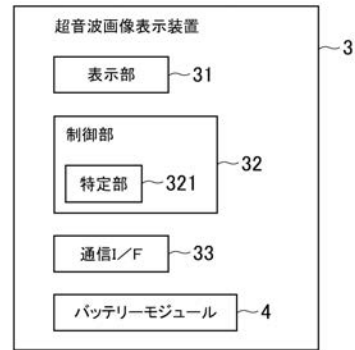 超音波画像表示装置
3
表示部
31
制御部
32
特定部
321
通信I/F
33
バッテリーモジュール
4